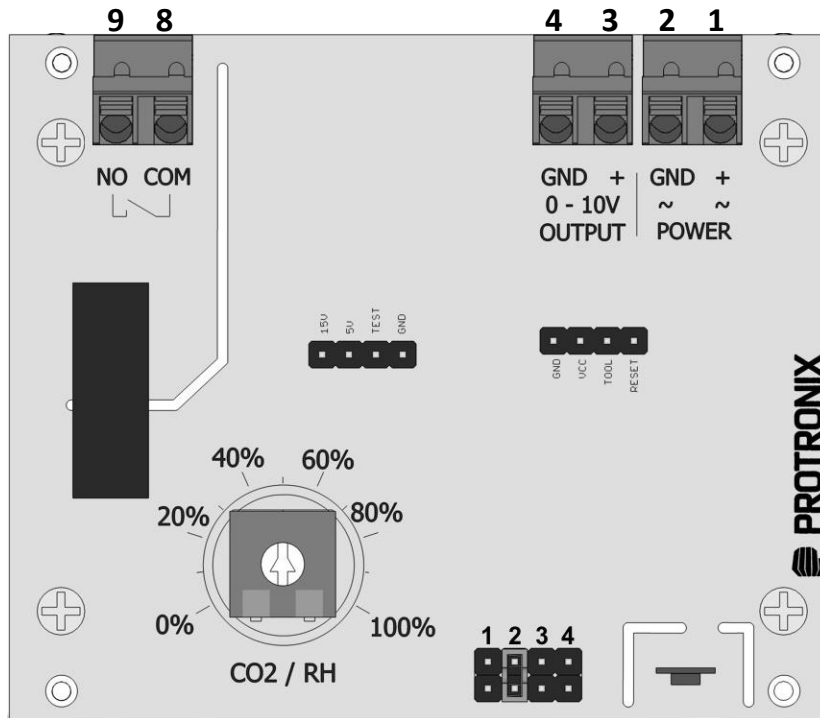 9 8 4 3 2 1
NO COM
GND + GND +
0 - 10V ~ ~
OUTPUT POWER
15V 5V TEST GND
GND VCC TOOL RESET
PROTRONIX
40% 60%
20% 80%
0% 100%
CO2 / RH
1 2 3 4